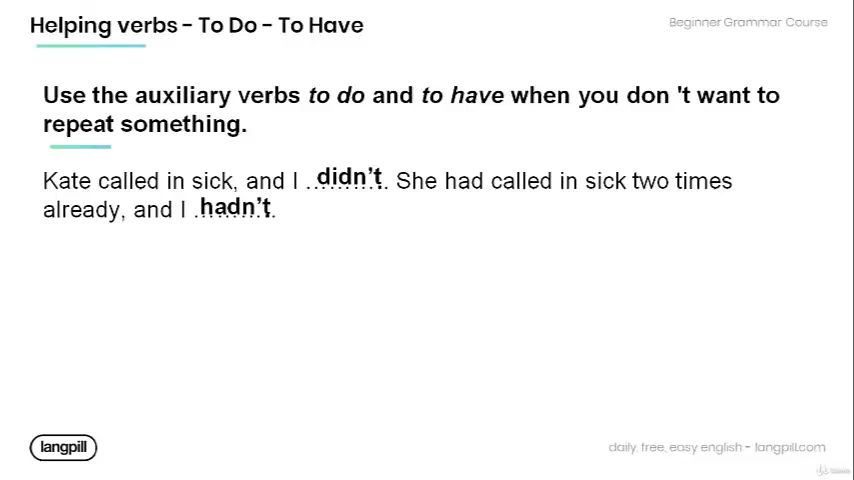 Helping verbs - To Do - To Have
Beginner Grammar Course
Use the auxiliary verbs to do and to have when you don 't want to
repeat something.
Kate called in sick, and I ..didn't.. She had called in sick two times
already, and I .hadn't.
langpill
daily, free, easy english - langpill.com
Udemy